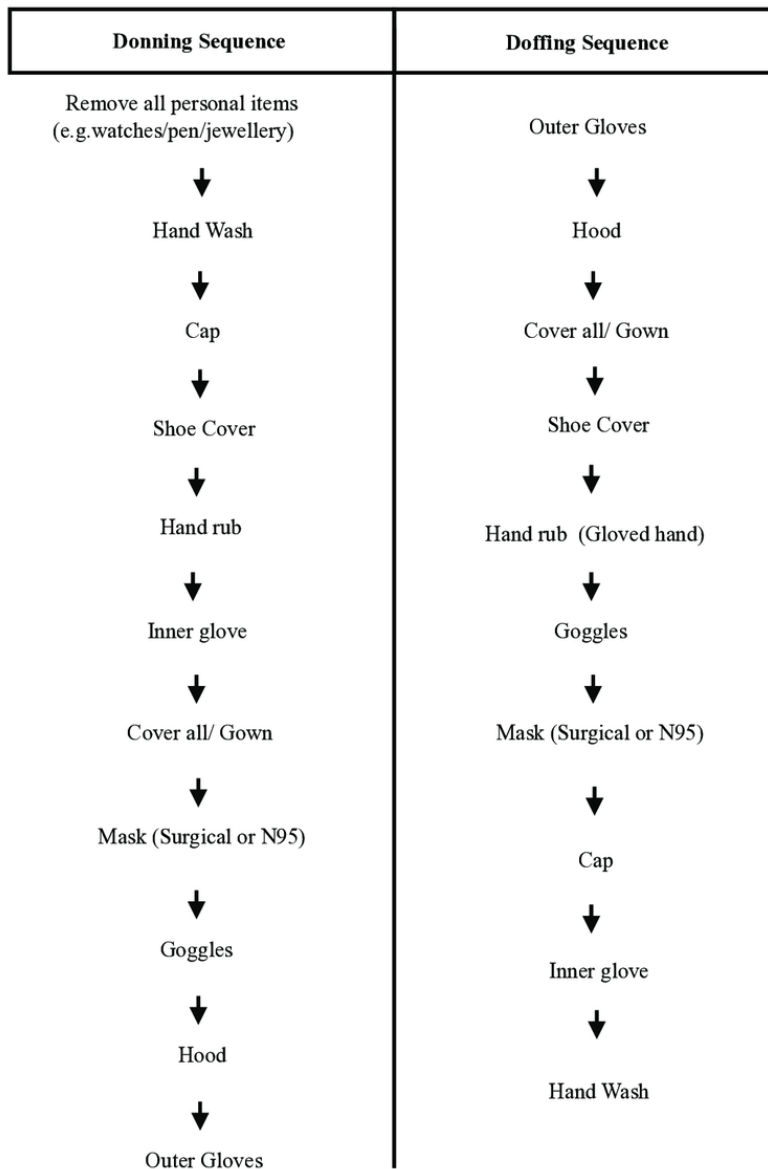 Donning Sequence
Remove all personal items
(e.g.watches/pen/jewellery)
Hand Wash
Cap
Shoe Cover
Hand rub
Inner glove
Cover all/ Gown
Mask (Surgical or N95)
Goggles
Hood
Outer Gloves
Doffing Sequence
Outer Gloves
Hood
Cover all/ Gown
Shoe Cover
Hand rub  (Gloved hand)
Goggles
Mask (Surgical or N95)
Cap
Inner glove
Hand Wash